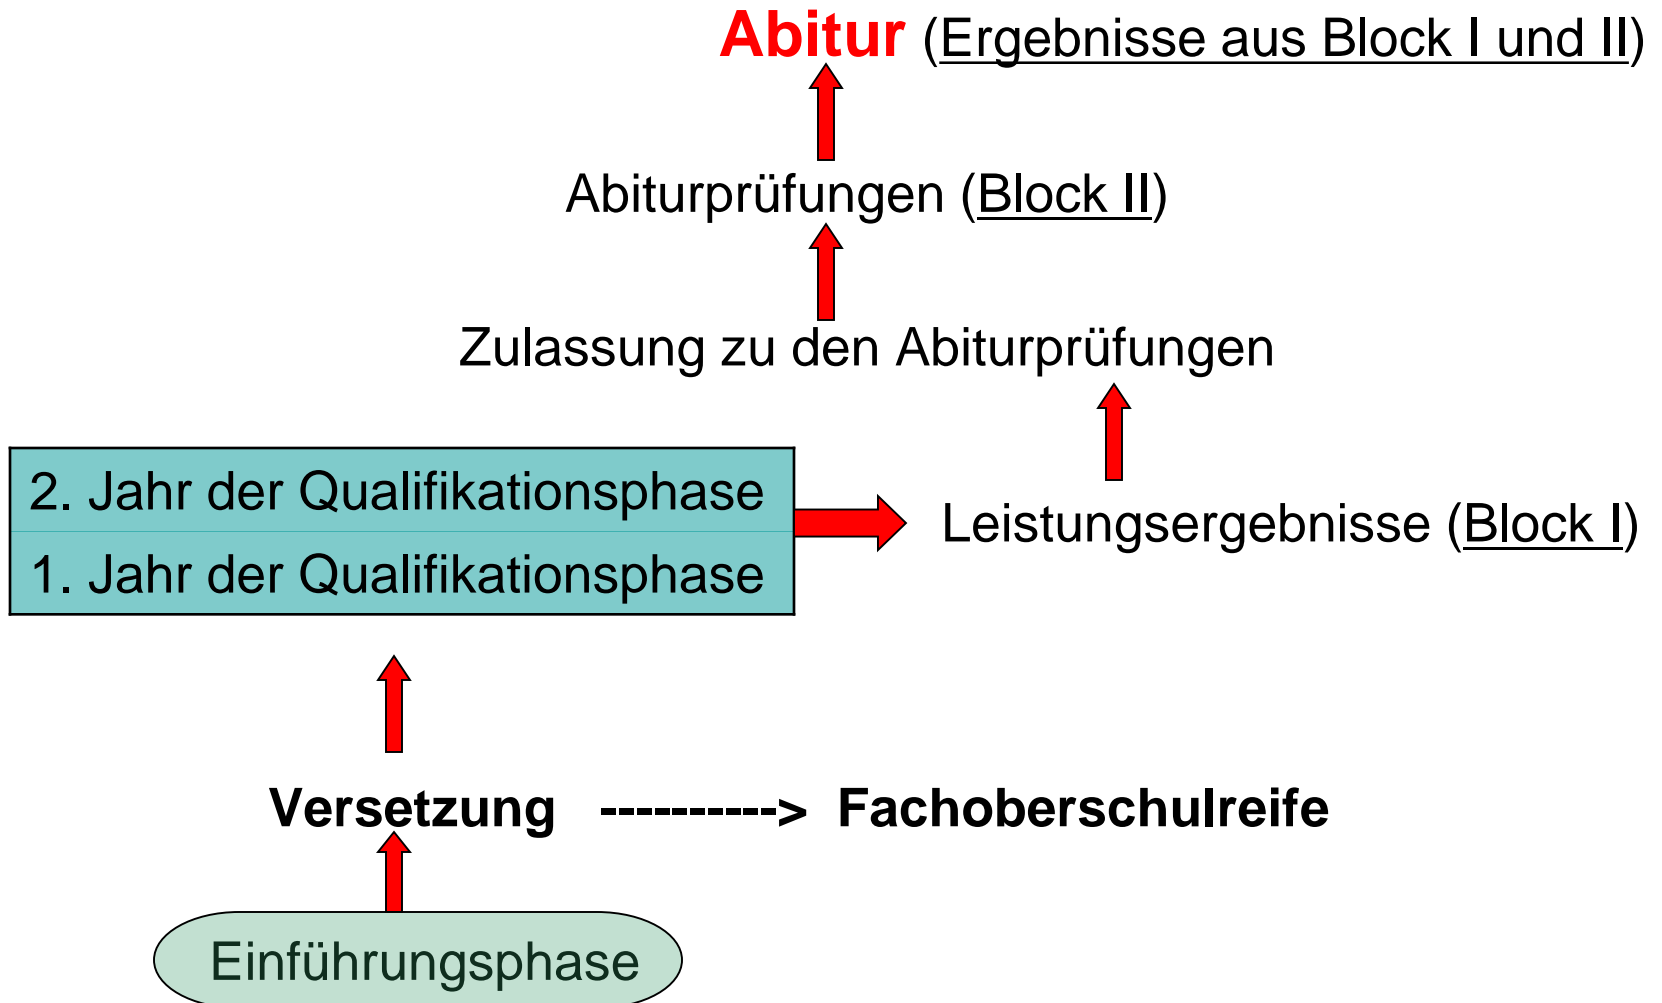 Abitur (Ergebnisse aus Block I und II)
Abiturprüfungen (Block II)
Zulassung zu den Abiturprüfungen
2. Jahr der Qualifikationsphase
1. Jahr der Qualifikationsphase
Leistungsergebnisse (Block I)
Versetzung ----------> Fachoberschulreife
Einführungsphase